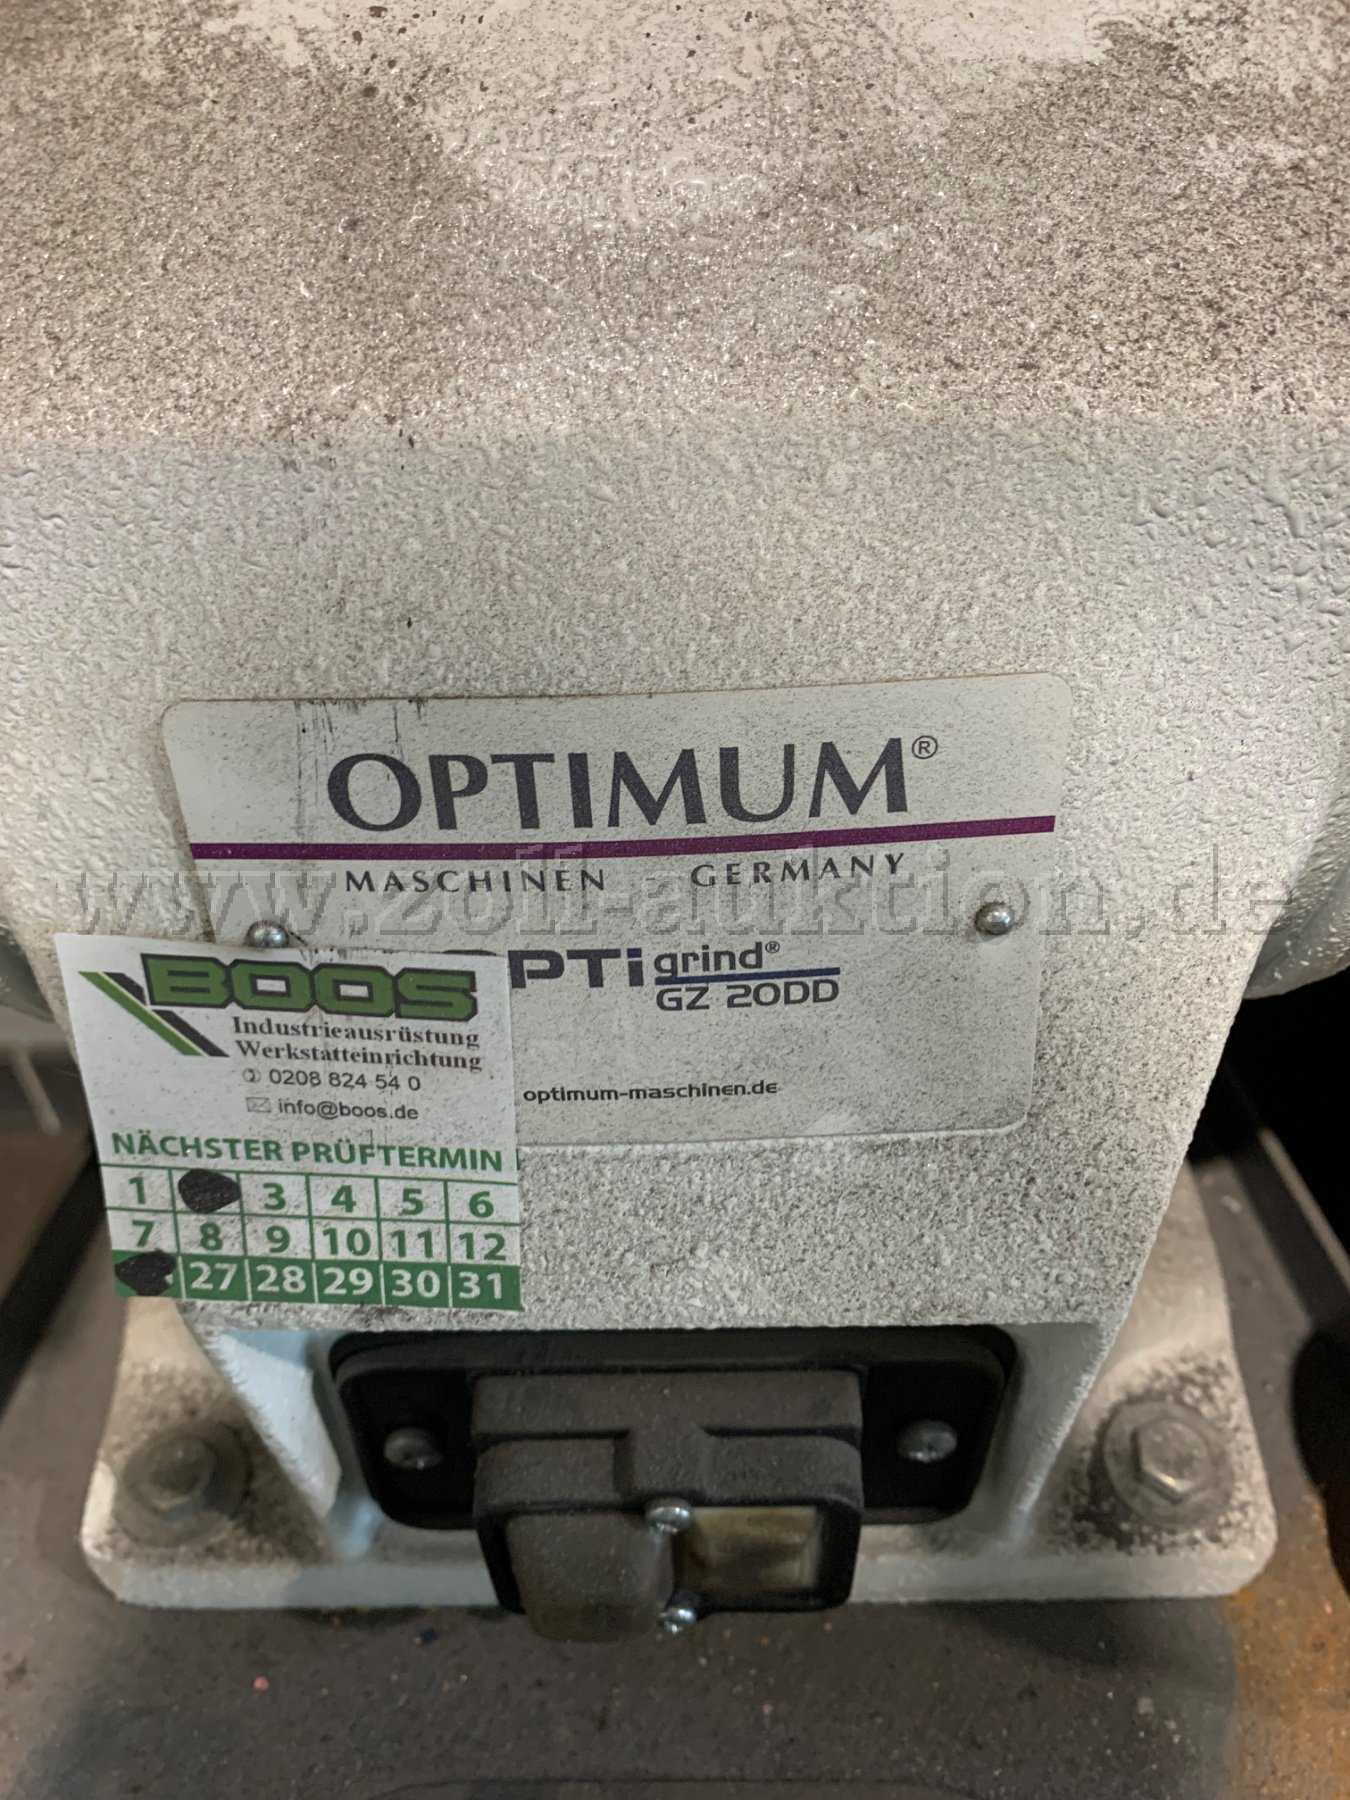 OPTIMUM®
MASCHINEN - GERMANY
www.zoll-auktion.de
PTi grind®
GZ 20DD
optimum-maschinen.de
BOOS
Industrieausrüstung
Werkstatteinrichtung
0208 824 54 0
info@boos.de
NÄCHSTER PRÜFTERMIN
1 3 4 5 6
7 8 9 10 11 12
27 28 29 30 31